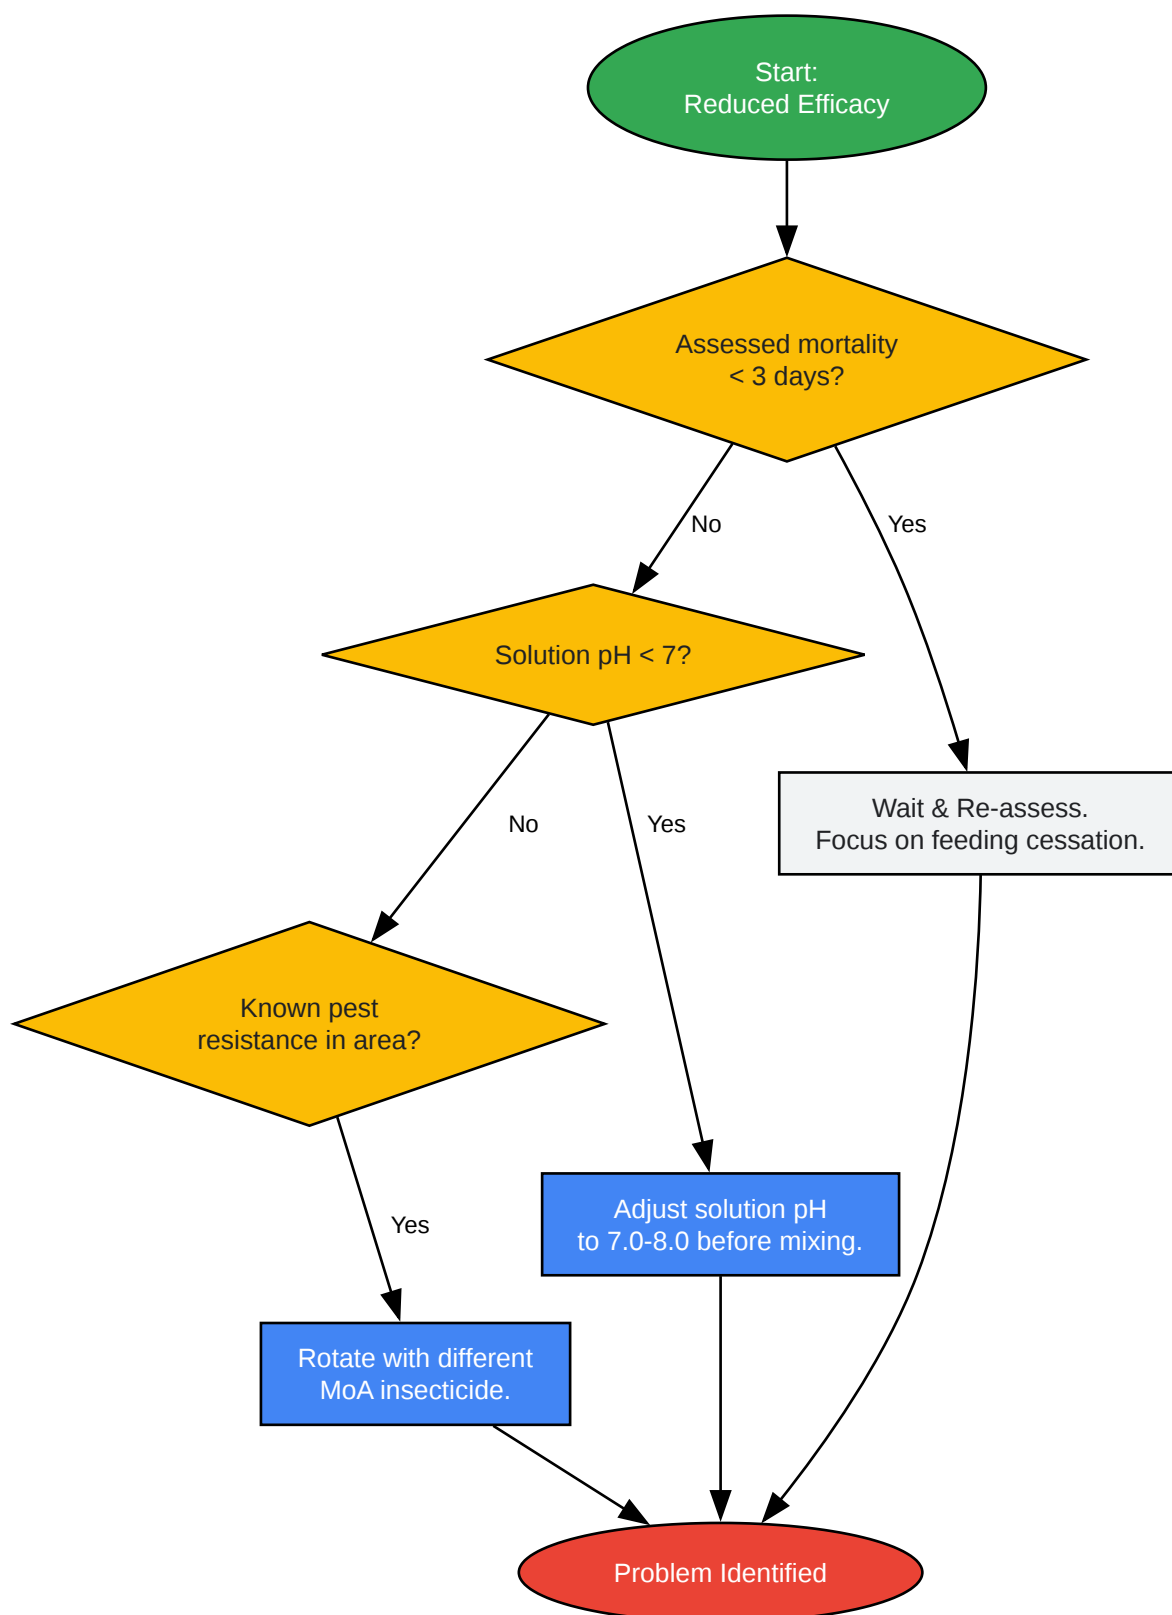 Start:
Reduced Efficacy
Assessed mortality
< 3 days?
No
Yes
Solution pH < 7?
No
Yes
Wait & Re-assess.
Focus on feeding cessation.
Known pest
resistance in area?
Yes
Adjust solution pH
to 7.0-8.0 before mixing.
Rotate with different
MoA insecticide.
Problem Identified